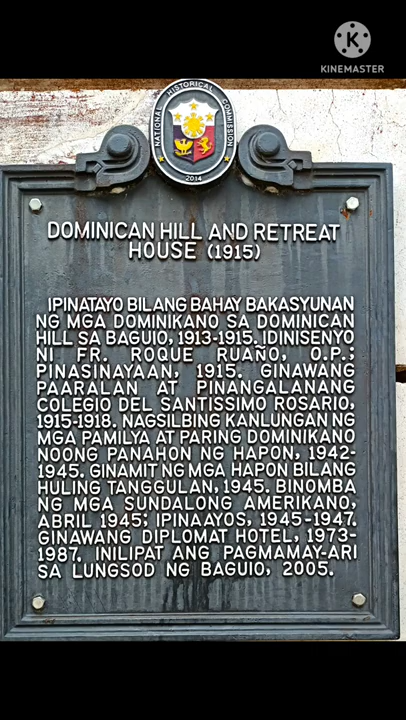 KINEMASTER
NATIONAL HISTORICAL COMMISSION
2014
DOMINICAN HILL AND RETREAT
HOUSE (1915)
IPINATAYO BILANG BAHAY BAKASYUNAN
NG MGA DOMINIKANO SA DOMINICAN
HILL SA BAGUIO, 1913-1915. IDINISENYO
NI FR. ROQUE RUAÑO, O.P.;
PINASINAYAAN, 1915. GINAWANG
PAARALAN AT PINANGALANANG
COLEGIO DEL SANTISSIMO ROSARIO,
1915-1918. NAGSILBING KANLUNGAN NG
MGA PAMILYA AT PARING DOMINIKANO
NOONG PANAHON NG HAPON, 1942-
1945. GINAMIT NG MGA HAPON BILANG
HULING TANGGULAN, 1945. BINOMBA
NG MGA SUNDALONG AMERIKANO,
ABRIL 1945; IPINAAYOS, 1945-1947.
GINAWANG DIPLOMAT HOTEL, 1973-
1987. INILIPAT ANG PAGMAMAY-ARI
SA LUNGSOD NG BAGUIO, 2005.